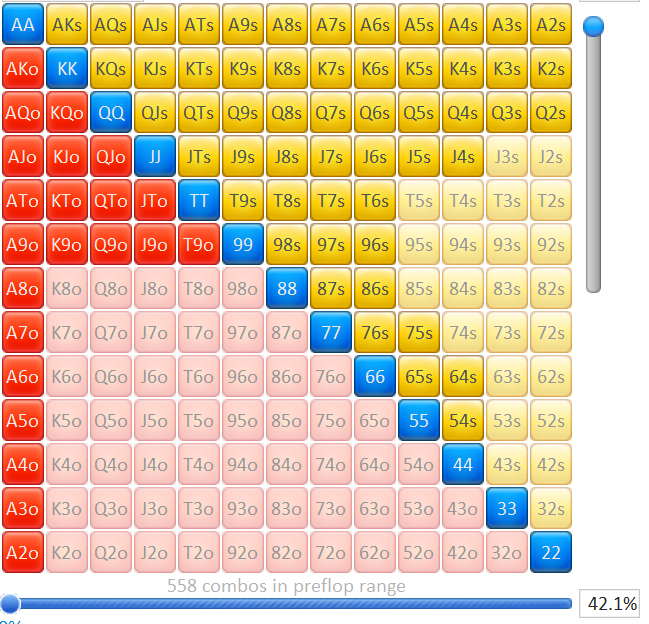 AA AKs AQs AJs ATs A9s A8s A7s A6s A5s A4s A3s A2s
AKo KK KQs KJs KTs K9s K8s K7s K6s K5s K4s K3s K2s
AQo KQo QQ QJs QTs Q9s Q8s Q7s Q6s Q5s Q4s Q3s Q2s
AJo KJo QJo JJ JTs J9s J8s J7s J6s J5s J4s J3s J2s
ATo KTo QTo JTo TT T9s T8s T7s T6s T5s T4s T3s T2s
A9o K9o Q9o J9o T9o 99 98s 97s 96s 95s 94s 93s 92s
A8o K8o Q8o J8o T8o 98o 88 87s 86s 85s 84s 83s 82s
A7o K7o Q7o J7o T7o 97o 87o 77 76s 75s 74s 73s 72s
A6o K6o Q6o J6o T6o 96o 86o 76o 66 65s 64s 63s 62s
A5o K5o Q5o J5o T5o 95o 85o 75o 65o 55 54s 53s 52s
A4o K4o Q4o J4o T4o 94o 84o 74o 64o 54o 44 43s 42s
A3o K3o Q3o J3o T3o 93o 83o 73o 63o 53o 43o 33 32s
A2o K2o Q2o J2o T2o 92o 82o 72o 62o 52o 42o 32o 22
558 combos in preflop range
42.1%